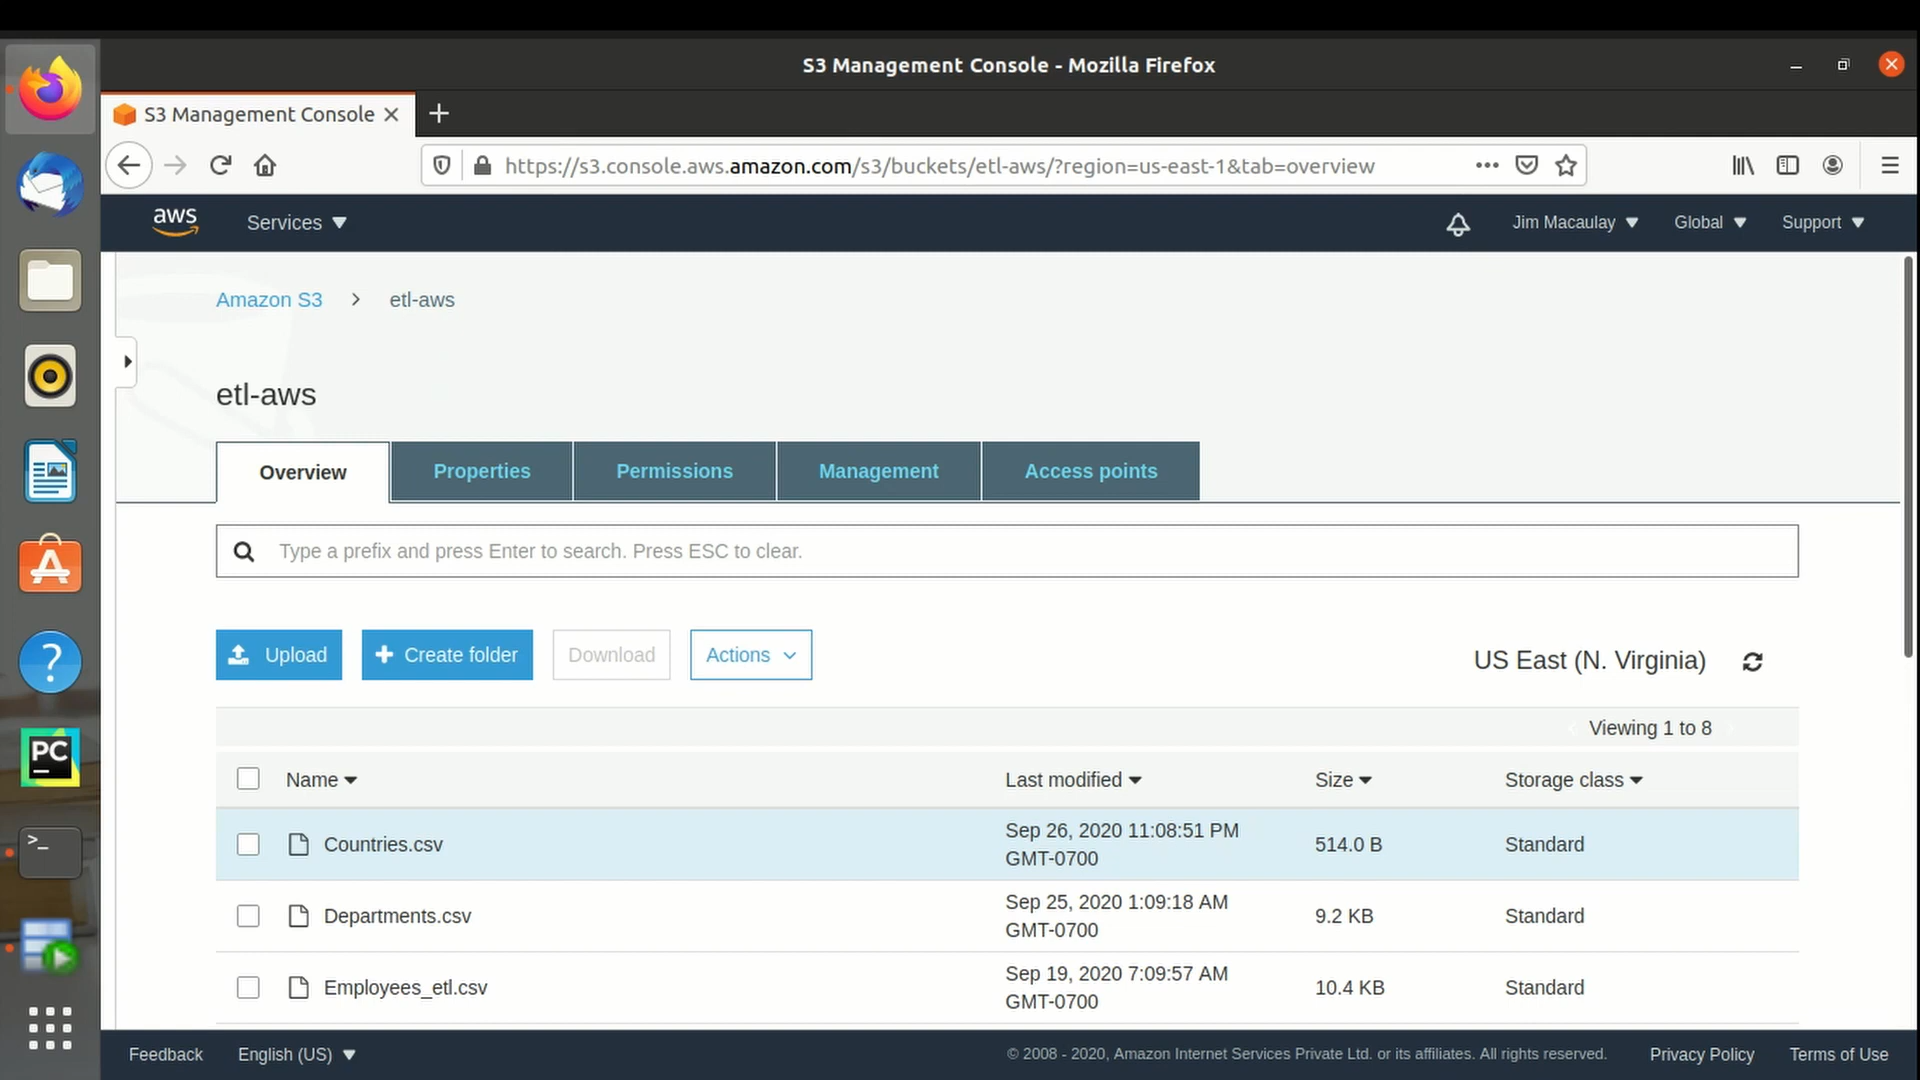 S3 Management Console - Mozilla Firefox
S3 Management Console
https://s3.console.aws.amazon.com/s3/buckets/etl-aws/?region=us-east-1&tab=overview
aws
Services
Jim Macaulay
Global
Support
Amazon S3 > etl-aws
etl-aws
Overview
Properties
Permissions
Management
Access points
Type a prefix and press Enter to search. Press ESC to clear.
Upload
Create folder
Download
Actions
US East (N. Virginia)
Viewing 1 to 8
Name
Last modified
Size
Storage class
Countries.csv
Sep 26, 2020 11:08:51 PM
GMT-0700
514.0 B
Standard
Departments.csv
Sep 25, 2020 1:09:18 AM
GMT-0700
9.2 KB
Standard
Employees_etl.csv
Sep 19, 2020 7:09:57 AM
GMT-0700
10.4 KB
Standard
PC
>_
Feedback
English (US)
© 2008 - 2020, Amazon Internet Services Private Ltd. or its affiliates. All rights reserved.
Privacy Policy
Terms of Use